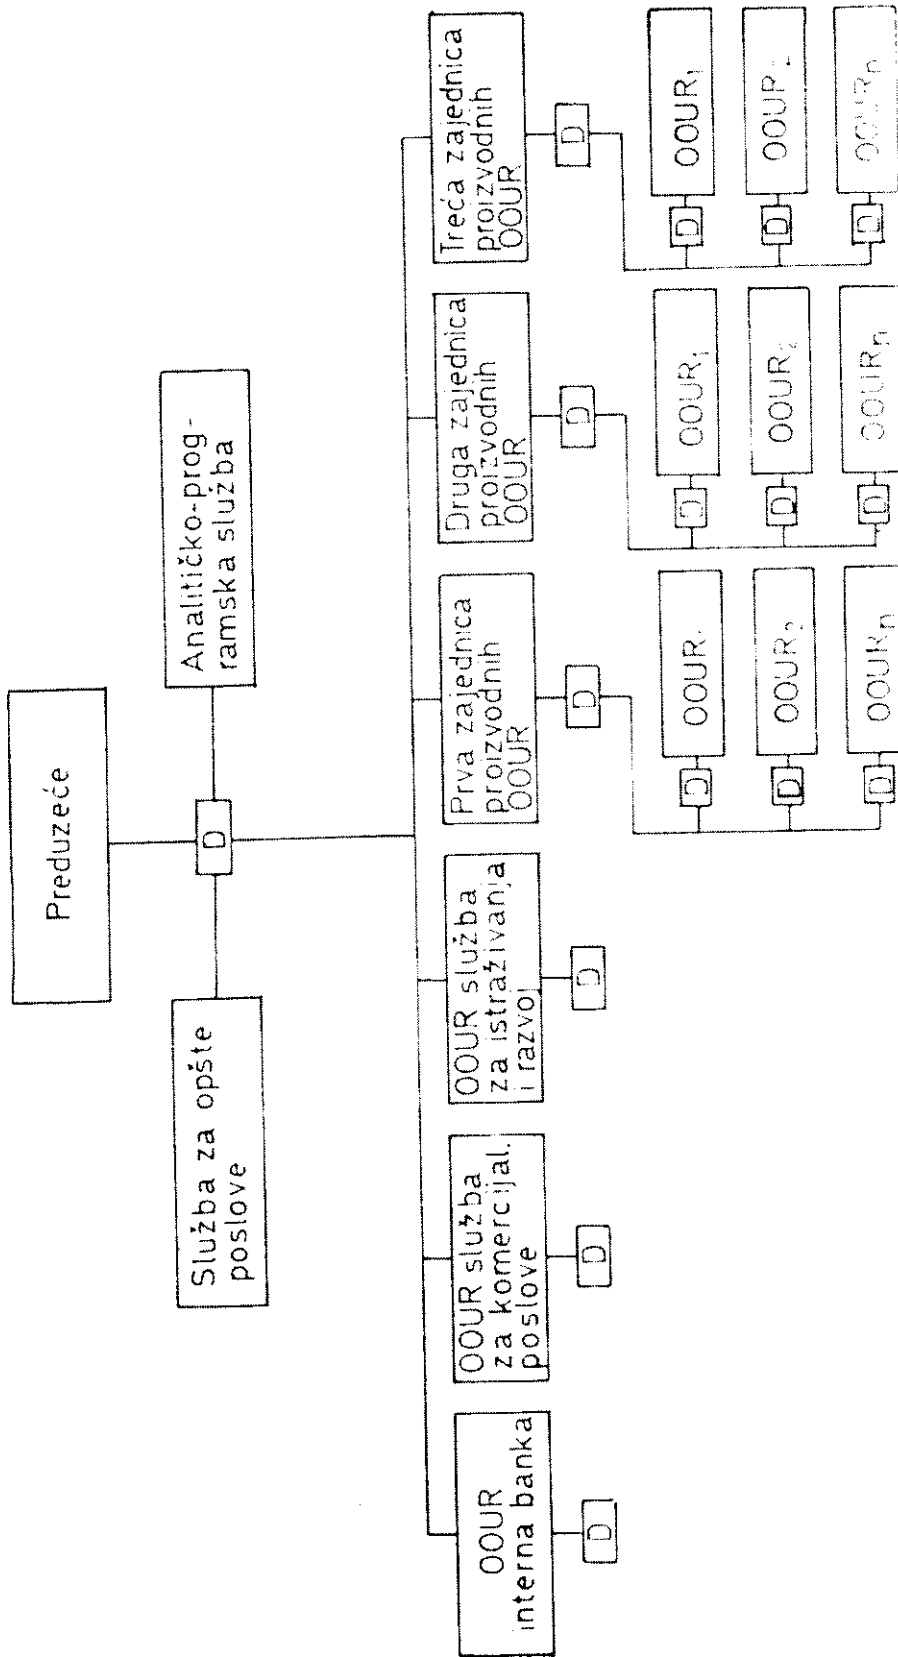 Preduzeće
D
Služba za opšte
poslove
Analitičko-prog-
ramska služba
OOUR
interna banka
D
OOUR služba
za komercijal.
poslove
D
OOUR služba
za istraživanja
i razvoj
D
Prva zajednica
proizvodnih
OOUR
D
D
OOUR
D
OOUR₂
D
OOURn
Druga zajednica
proizvodnih
OOUR
D
D
OOUR₁
D
OOUR₂
D
OOURn
Treća zajednica
proizvodnih
OOUR
D
D
OOUR₁
D
OOUR
D
OOURn